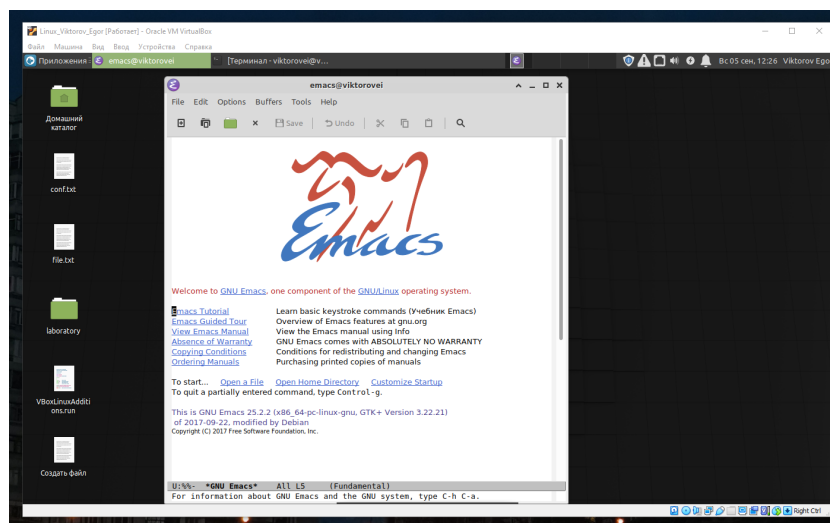 Linux_Viktorov_Egor [Работает] - Oracle VM VirtualBox
Файл Машина Вид Ввод Устройства Справка
Приложения emacs@viktorovei [Терминал - viktorovei@v... Вс 05 сен, 12:26 Viktorov Ego
emacs@viktorovei
File Edit Options Buffers Tools Help
Save Undo
Домашний
каталог
conf.txt
file.txt
laboratory
VBoxLinuxAdditi
ons.run
Создать файл
Emacs
Welcome to GNU Emacs, one component of the GNU/Linux operating system.
Emacs Tutorial Learn basic keystroke commands (Учебник Emacs)
Emacs Guided Tour Overview of Emacs features at gnu.org
View Emacs Manual View the Emacs manual using Info
Absence of Warranty GNU Emacs comes with ABSOLUTELY NO WARRANTY
Copying Conditions Conditions for redistributing and changing Emacs
Ordering Manuals Purchasing printed copies of manuals
To start... Open a File Open Home Directory Customize Startup
To quit a partially entered command, type Control-g.
This is GNU Emacs 25.2.2 (x86_64-pc-linux-gnu, GTK+ Version 3.22.21)
of 2017-09-22, modified by Debian
Copyright (C) 2017 Free Software Foundation, Inc.
U:%%- *GNU Emacs* All L5 (Fundamental)
For information about GNU Emacs and the GNU system, type C-h C-a.
Right Ctrl